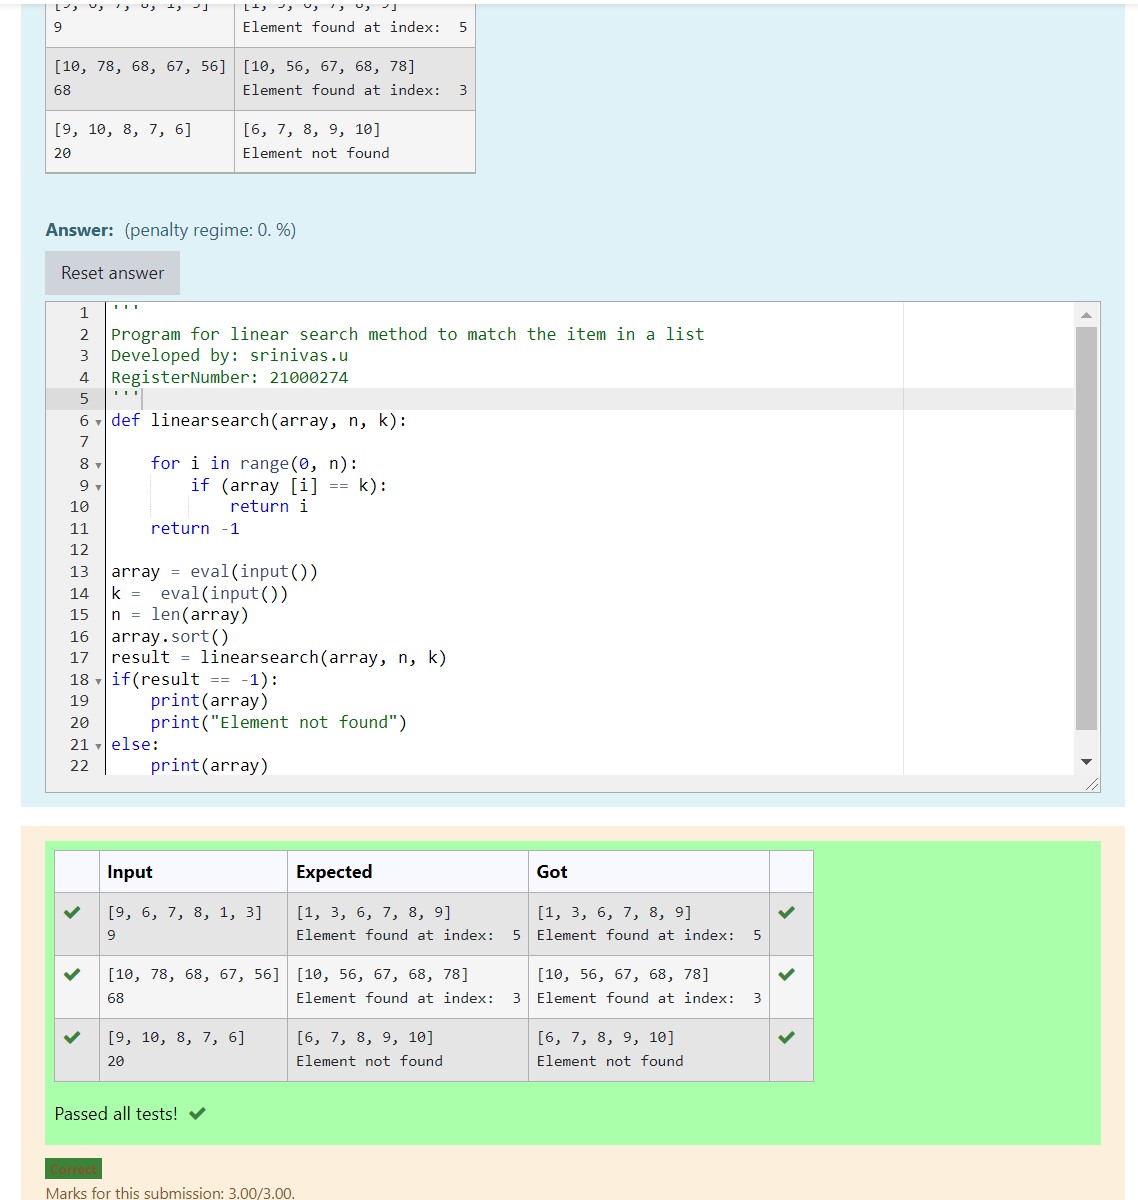 9
Element found at index:  5
[10, 78, 68, 67, 56] [10, 56, 67, 68, 78]
68 Element found at index:  3
[9, 10, 8, 7, 6] [6, 7, 8, 9, 10]
20 Element not found
Answer: (penalty regime: 0. %)
Reset answer
1 '''
2 Program for linear search method to match the item in a list
3 Developed by: srinivas.u
4 RegisterNumber: 21000274
5 '''
6 def linearsearch(array, n, k):
7
8     for i in range(0, n):
9         if (array [i] == k):
10             return i
11     return -1
12
13 array = eval(input())
14 k =  eval(input())
15 n = len(array)
16 array.sort()
17 result = linearsearch(array, n, k)
18 if(result == -1):
19     print(array)
20     print("Element not found")
21 else:
22     print(array)
Input Expected Got
[9, 6, 7, 8, 1, 3] [1, 3, 6, 7, 8, 9] [1, 3, 6, 7, 8, 9]
9 Element found at index:  5 Element found at index:  5
[10, 78, 68, 67, 56] [10, 56, 67, 68, 78] [10, 56, 67, 68, 78]
68 Element found at index:  3 Element found at index:  3
[9, 10, 8, 7, 6] [6, 7, 8, 9, 10] [6, 7, 8, 9, 10]
20 Element not found Element not found
Passed all tests!
Correct
Marks for this submission: 3.00/3.00.